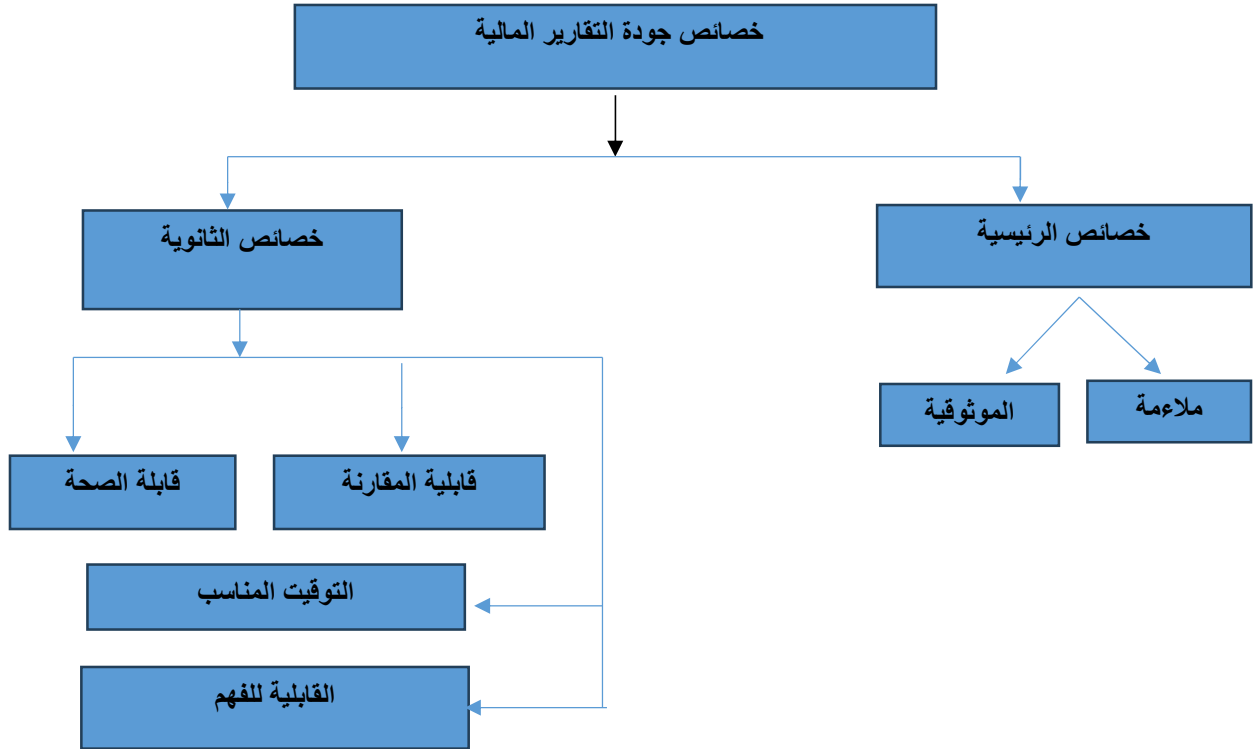 خصائص جودة التقارير المالية
خصائص الرئيسية
خصائص الثانوية
ملاءمة
الموثوقية
قابلية المقارنة
قابلة الصحة
التوقيت المناسب
القابلية للفهم